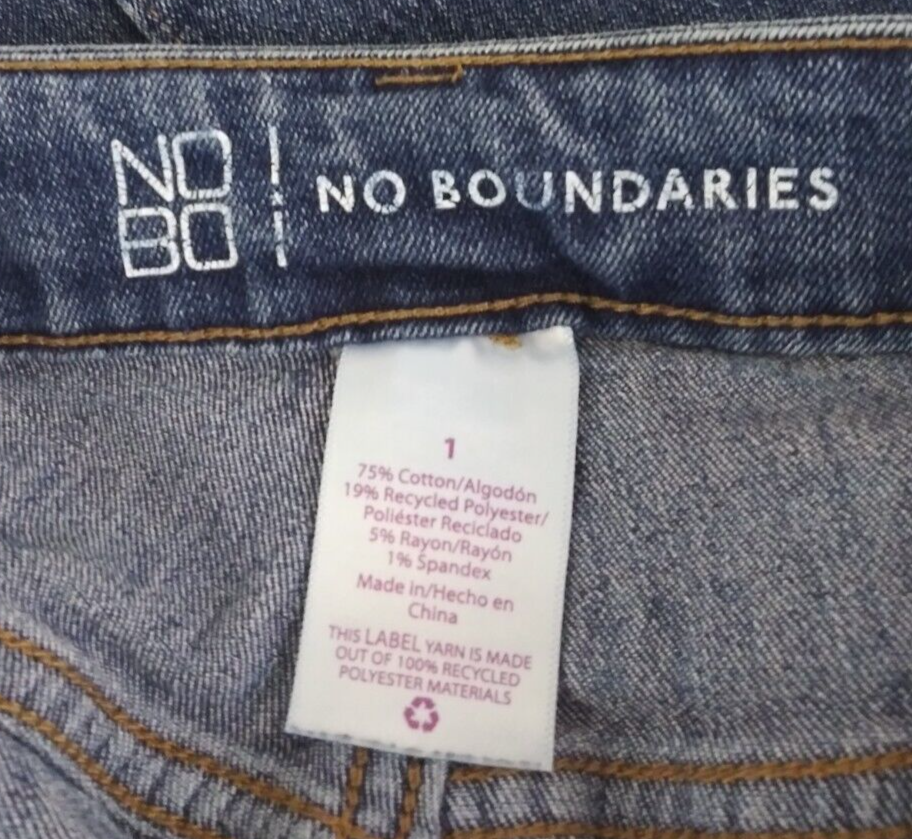 NO
BO
NO BOUNDARIES
1
75% Cotton/Algodón
19% Recycled Polyester/
Poliéster Reciclado
5% Rayon/Rayón
1% Spandex
Made in/Hecho en
China
THIS LABEL YARN IS MADE
OUT OF 100% RECYCLED
POLYESTER MATERIALS